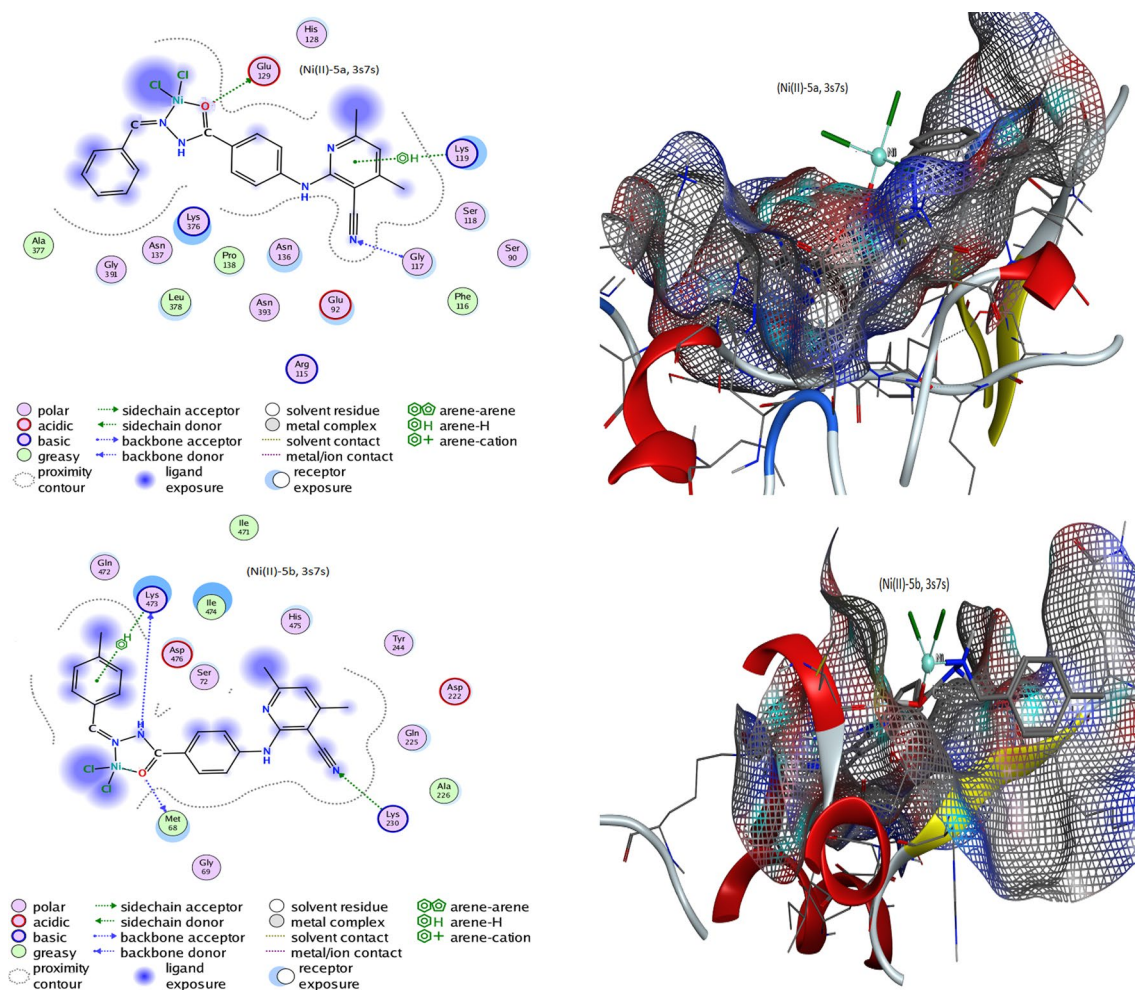 His
128
Glu
129
(Ni(II)-5a, 3s7s)
Cl
Cl
Ni
O
C
N
C
NH
N
H
Lys
119
N
H
N
Lys
376
Ser
118
Ala
377
Asn
137
Pro
138
Asn
136
Gly
117
Ser
90
Gly
391
Leu
378
Asn
393
Glu
92
Phe
116
Arg
115
polar
acidic
basic
greasy
proximity
contour
sidechain acceptor
sidechain donor
backbone acceptor
backbone donor
ligand
exposure
solvent residue
metal complex
solvent contact
metal/ion contact
receptor
exposure
arene-arene
H arene-H
+ arene-cation
(Ni(II)-5a, 3s7s)
Ni
Ile
471
Gln
472
(Ni(II)-5b, 3s7s)
Lys
473
Ile
474
His
475
H
Asp
476
Ser
72
Tyr
244
Asp
222
N
H
N
C
N
C
Ni
O
Cl
Cl
N
H
N
Gln
225
Ala
226
Met
68
Lys
230
Gly
69
polar
acidic
basic
greasy
proximity
contour
sidechain acceptor
sidechain donor
backbone acceptor
backbone donor
ligand
exposure
solvent residue
metal complex
solvent contact
metal/ion contact
receptor
exposure
arene-arene
H arene-H
+ arene-cation
(Ni(II)-5b, 3s7s)
Ni